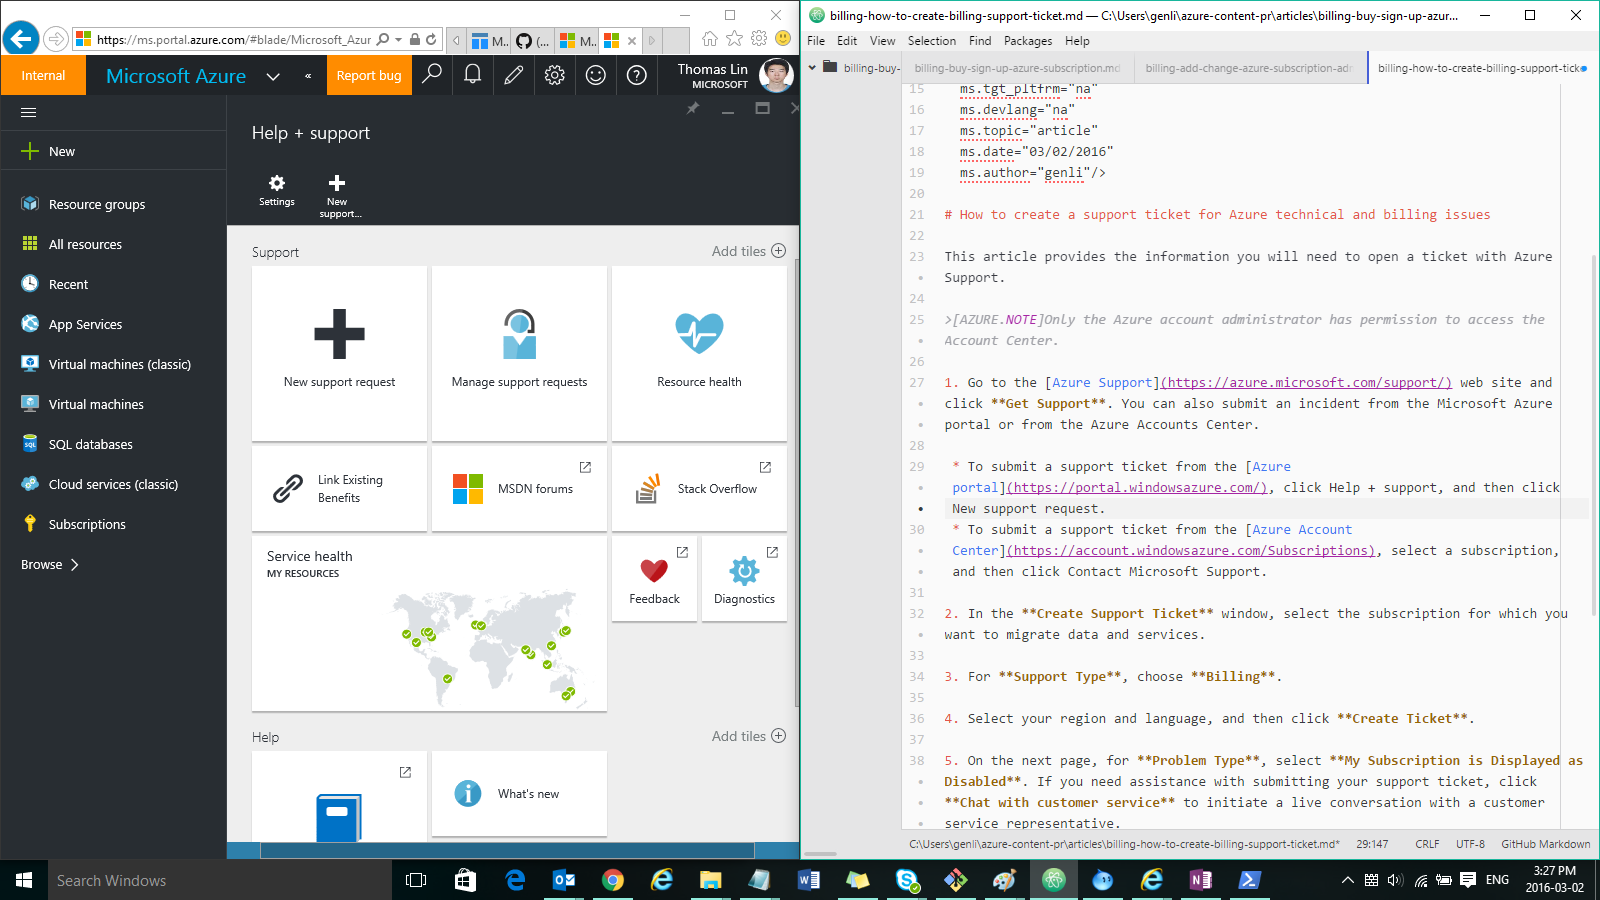 https://ms.portal.azure.com/#blade/Microsoft_Azur
M...
(...
M..
Internal
Microsoft Azure
«
Report bug
Thomas Lin
MICROSOFT
Help + support
New
Settings
New
support...
Resource groups
All resources
Recent
App Services
Virtual machines (classic)
Virtual machines
SQL databases
Cloud services (classic)
Subscriptions
Browse
Support
Add tiles
New support request
Manage support requests
Resource health
Link Existing
Benefits
MSDN forums
Stack Overflow
Service health
MY RESOURCES
Feedback
Diagnostics
Help
Add tiles
What's new
billing-how-to-create-billing-support-ticket.md — C:\Users\genli\azure-content-pr\articles\billing-buy-sign-up-azur...
File Edit View Selection Find Packages Help
billing-buy-
billing-buy-sign-up-azure-subscription.md
billing-add-change-azure-subscription-adm
billing-how-to-create-billing-support-ticke
15 ms.tgt_pltfrm="na"
16 ms.devlang="na"
17 ms.topic="article"
18 ms.date="03/02/2016"
19 ms.author="genli"/>
20
21 # How to create a support ticket for Azure technical and billing issues
22
23 This article provides the information you will need to open a ticket with Azure
• Support.
24
25 >[AZURE.NOTE]Only the Azure account administrator has permission to access the
• Account Center.
26
27 1. Go to the [Azure Support](https://azure.microsoft.com/support/) web site and
• click **Get Support**. You can also submit an incident from the Microsoft Azure
• portal or from the Azure Accounts Center.
28
29 * To submit a support ticket from the [Azure
• portal](https://portal.windowsazure.com/), click Help + support, and then click
• New support request.
30 * To submit a support ticket from the [Azure Account
• Center](https://account.windowsazure.com/Subscriptions), select a subscription,
• and then click Contact Microsoft Support.
31
32 2. In the **Create Support Ticket** window, select the subscription for which you
• want to migrate data and services.
33
34 3. For **Support Type**, choose **Billing**.
35
36 4. Select your region and language, and then click **Create Ticket**.
37
38 5. On the next page, for **Problem Type**, select **My Subscription is Displayed as
• Disabled**. If you need assistance with submitting your support ticket, click
• **Chat with customer service** to initiate a live conversation with a customer
• service representative.
C:\Users\genli\azure-content-pr\articles\billing-how-to-create-billing-support-ticket.md* 29:147 CRLF UTF-8 GitHub Markdown
Search Windows
ENG
3:27 PM
2016-03-02